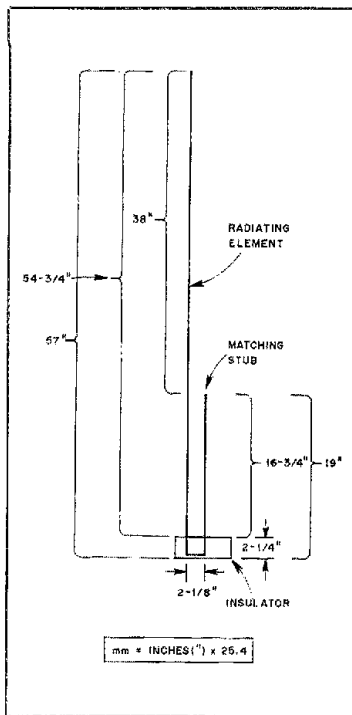 38"
RADIATING
ELEMENT
54-3/4"
57"
MATCHING
STUB
16-3/4"
19"
2-1/4"
2-1/8"
INSULATOR
mm = INCHES(") x 25.4